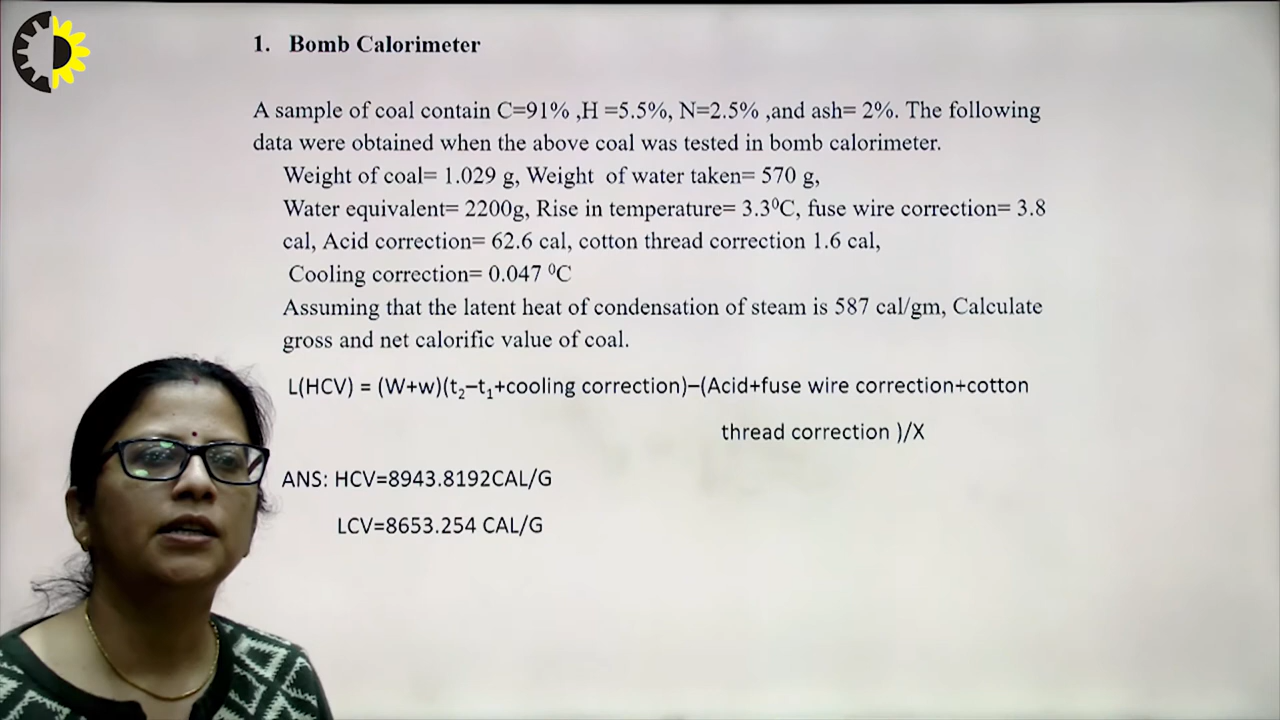 1. Bomb Calorimeter
A sample of coal contain C=91% ,H =5.5%, N=2.5% ,and ash= 2%. The following
data were obtained when the above coal was tested in bomb calorimeter.
Weight of coal= 1.029 g, Weight of water taken= 570 g,
Water equivalent= 2200g, Rise in temperature= 3.3⁰C, fuse wire correction= 3.8
cal, Acid correction= 62.6 cal, cotton thread correction 1.6 cal,
Cooling correction= 0.047 ⁰C
Assuming that the latent heat of condensation of steam is 587 cal/gm, Calculate
gross and net calorific value of coal.
L(HCV) = (W+w)(t₂–t₁+cooling correction)–(Acid+fuse wire correction+cotton
thread correction )/X
ANS: HCV=8943.8192CAL/G
LCV=8653.254 CAL/G